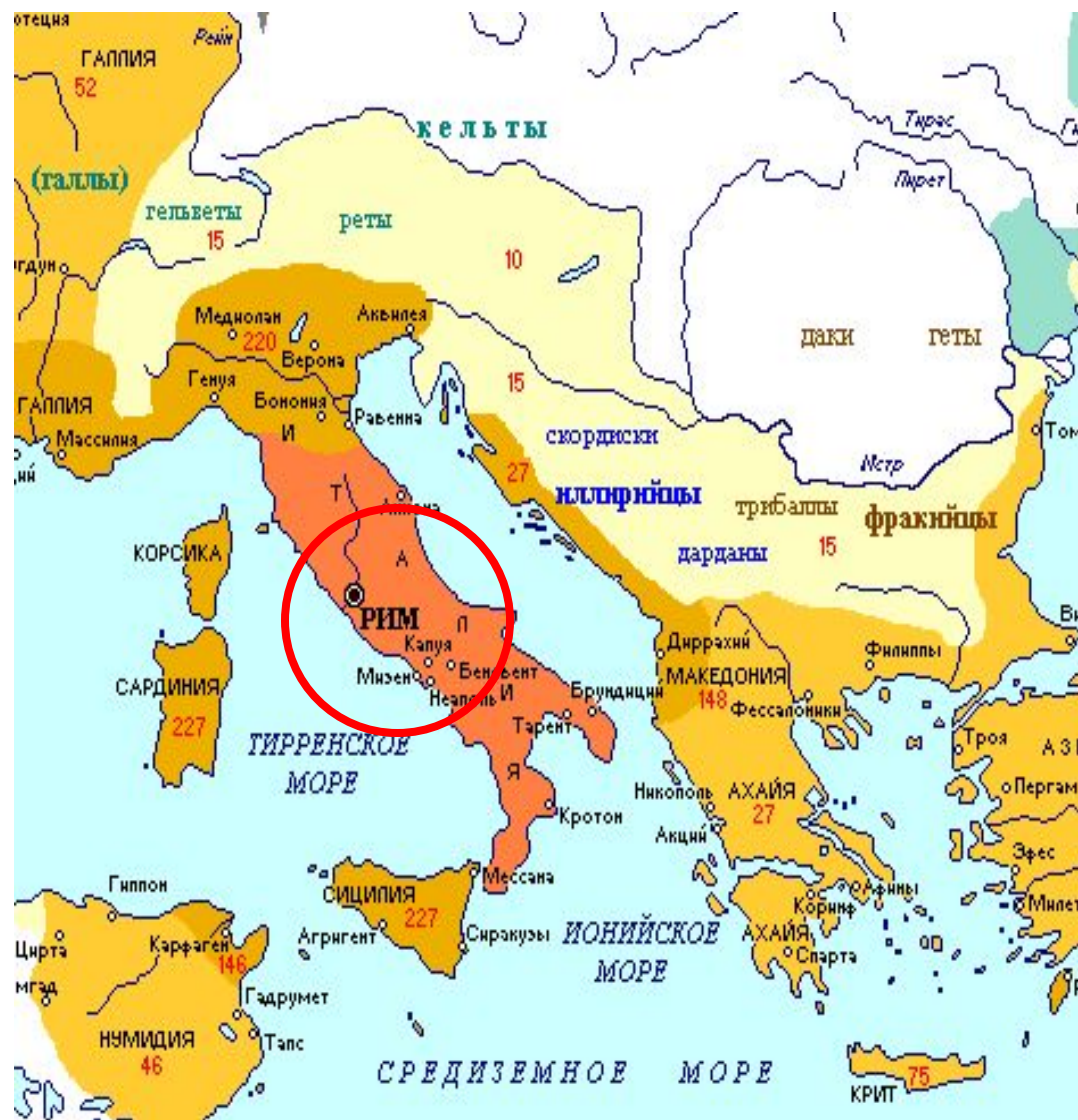 Рейн
ГАЛЛИЯ
52
кельты
Тирас
(галлы)
Пирет
гельветы
15
реты
10
Медиолан
220
Верона
Аквилея
даки
геты
Генуя
15
ГАЛЛИЯ
Бонония
Равенна
Массилия
скордиски
27
иллирийцы
Истр
трибаллы
фракийцы
15
дарданы
КОРСИКА
РИМ
И Т А Л И Я
Капуя
Беневент
Мизен
Неаполь
Брундиций
Тарент
Диррахий
Филиппы
МАКЕДОНИЯ
148
Фессалоники
САРДИНИЯ
227
ТИРРЕНСКОЕ
МОРЕ
Троя
Пергам
Никополь
АХАЙЯ
27
Акций
Кротон
Эфес
Мессана
Гиппон
СИЦИЛИЯ
227
Афины
Коринф
Милет
Цирта
Карфаген
146
Агригент
Сиракузы
ИОНИЙСКОЕ
МОРЕ
АХАЙЯ
Спарта
Гадрумет
НУМИДИЯ
46
Тапс
СРЕДИЗЕМНОЕ МОРЕ
КРИТ
75